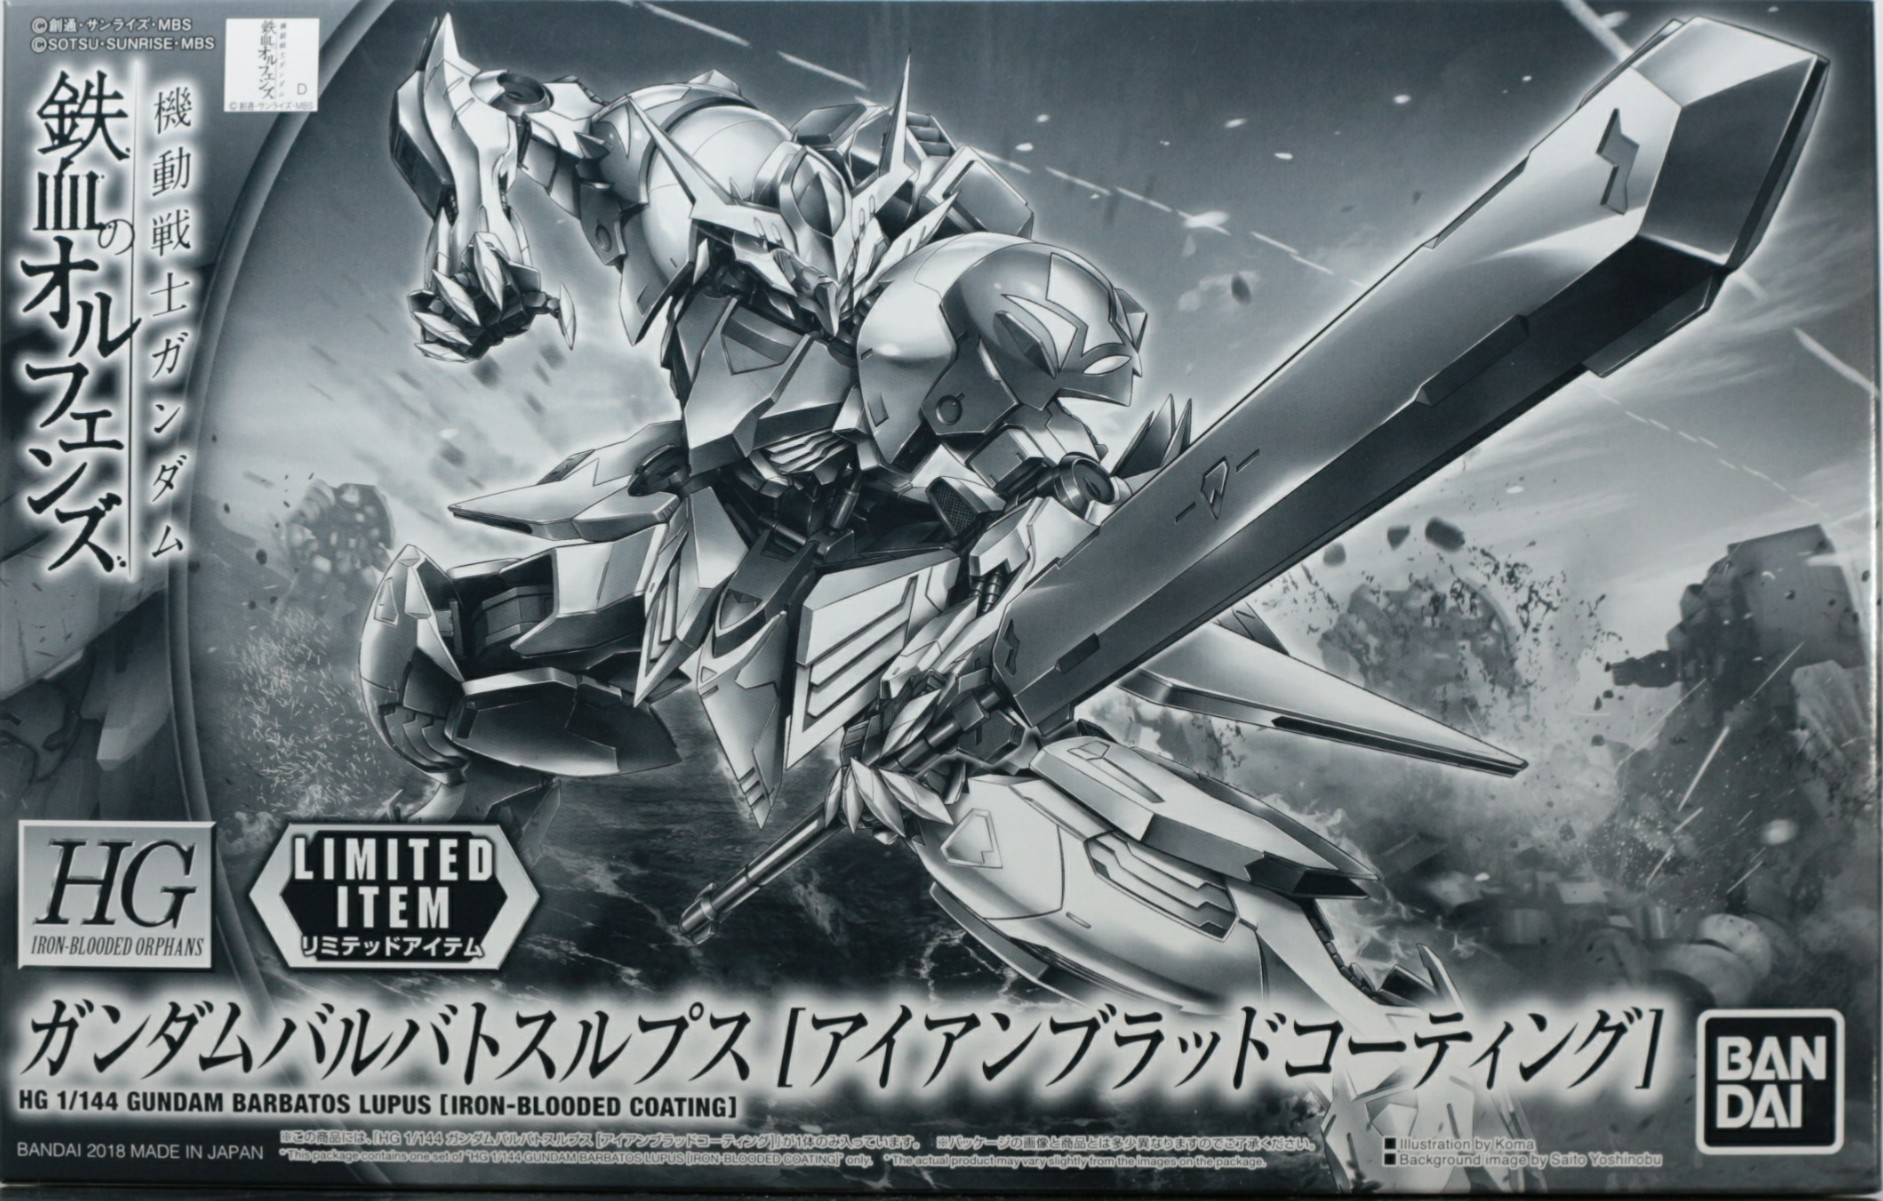 ©創通・サンライズ・MBS
©SOTSU・SUNRISE・MBS
鉄血のオルフェンズ
D
©創通・サンライズ・MBS
機動戦士ガンダム
鉄血のオルフェンズ
HG
IRON-BLOODED ORPHANS
LIMITED
ITEM
リミテッドアイテム
ガンダムバルバトスルプス [アイアンブラッドコーティング]
HG 1/144 GUNDAM BARBATOS LUPUS [IRON-BLOODED COATING]
BAN
DAI
BANDAI 2018 MADE IN JAPAN
※この商品には、「HG 1/144 ガンダムバルバトスルプス [アイアンブラッドコーティング]」が1体のみ入っています。 ※パッケージの画像と商品とは多少異なりますのでご了承ください。
*This package contains one set of "HG 1/144 GUNDAM BARBATOS LUPUS [IRON-BLOODED COATING]" only. *The actual product may vary slightly from the images on the package.
■Illustration by Koma
■Background image by Saito Yoshinobu